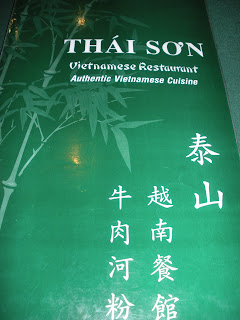 THÁI SƠN
Vietnamese Restaurant
Authentic Vietnamese Cuisine
泰山
越南餐館
牛肉河粉